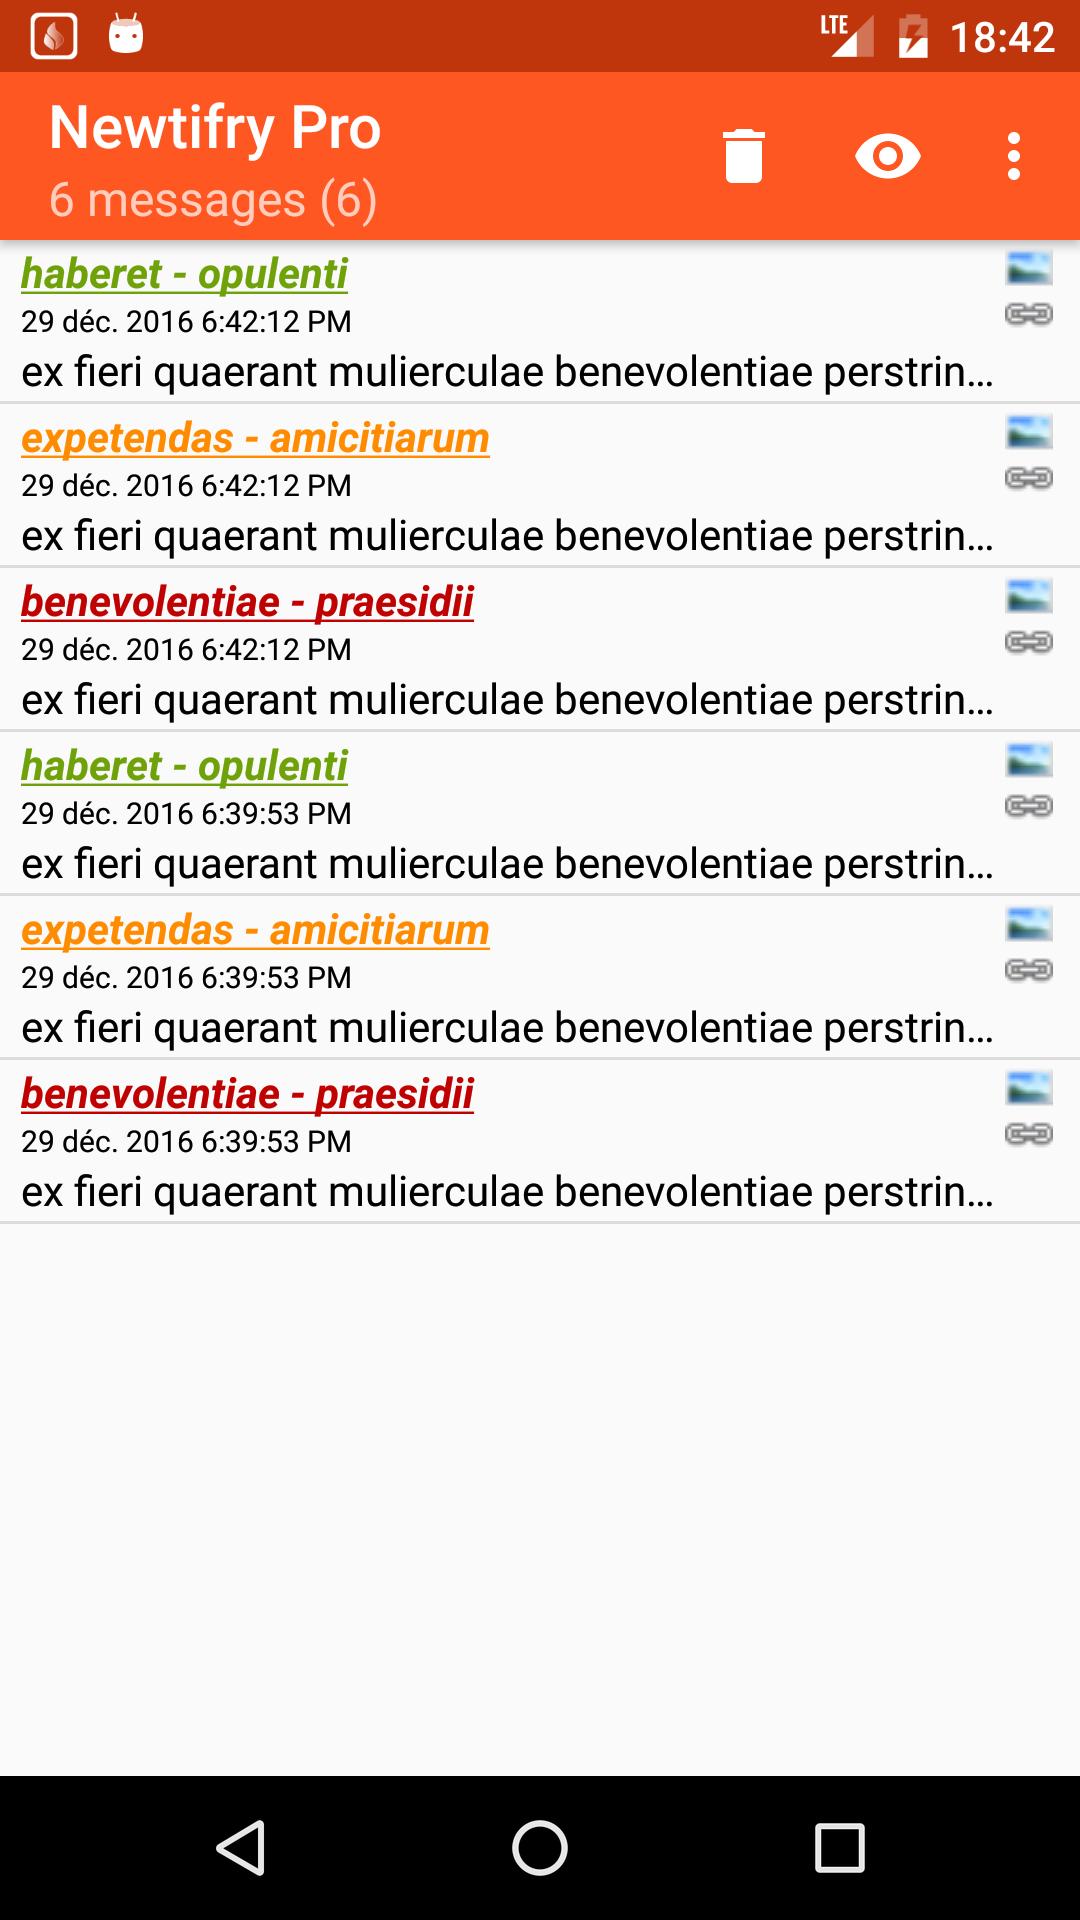 LTE 18:42
Newtifry Pro
6 messages (6)
haberet - opulenti
29 déc. 2016 6:42:12 PM
ex fieri quaerant mulierculae benevolentiae perstrin...
expetendas - amicitiarum
29 déc. 2016 6:42:12 PM
ex fieri quaerant mulierculae benevolentiae perstrin...
benevolentiae - praesidii
29 déc. 2016 6:42:12 PM
ex fieri quaerant mulierculae benevolentiae perstrin...
haberet - opulenti
29 déc. 2016 6:39:53 PM
ex fieri quaerant mulierculae benevolentiae perstrin...
expetendas - amicitiarum
29 déc. 2016 6:39:53 PM
ex fieri quaerant mulierculae benevolentiae perstrin...
benevolentiae - praesidii
29 déc. 2016 6:39:53 PM
ex fieri quaerant mulierculae benevolentiae perstrin...